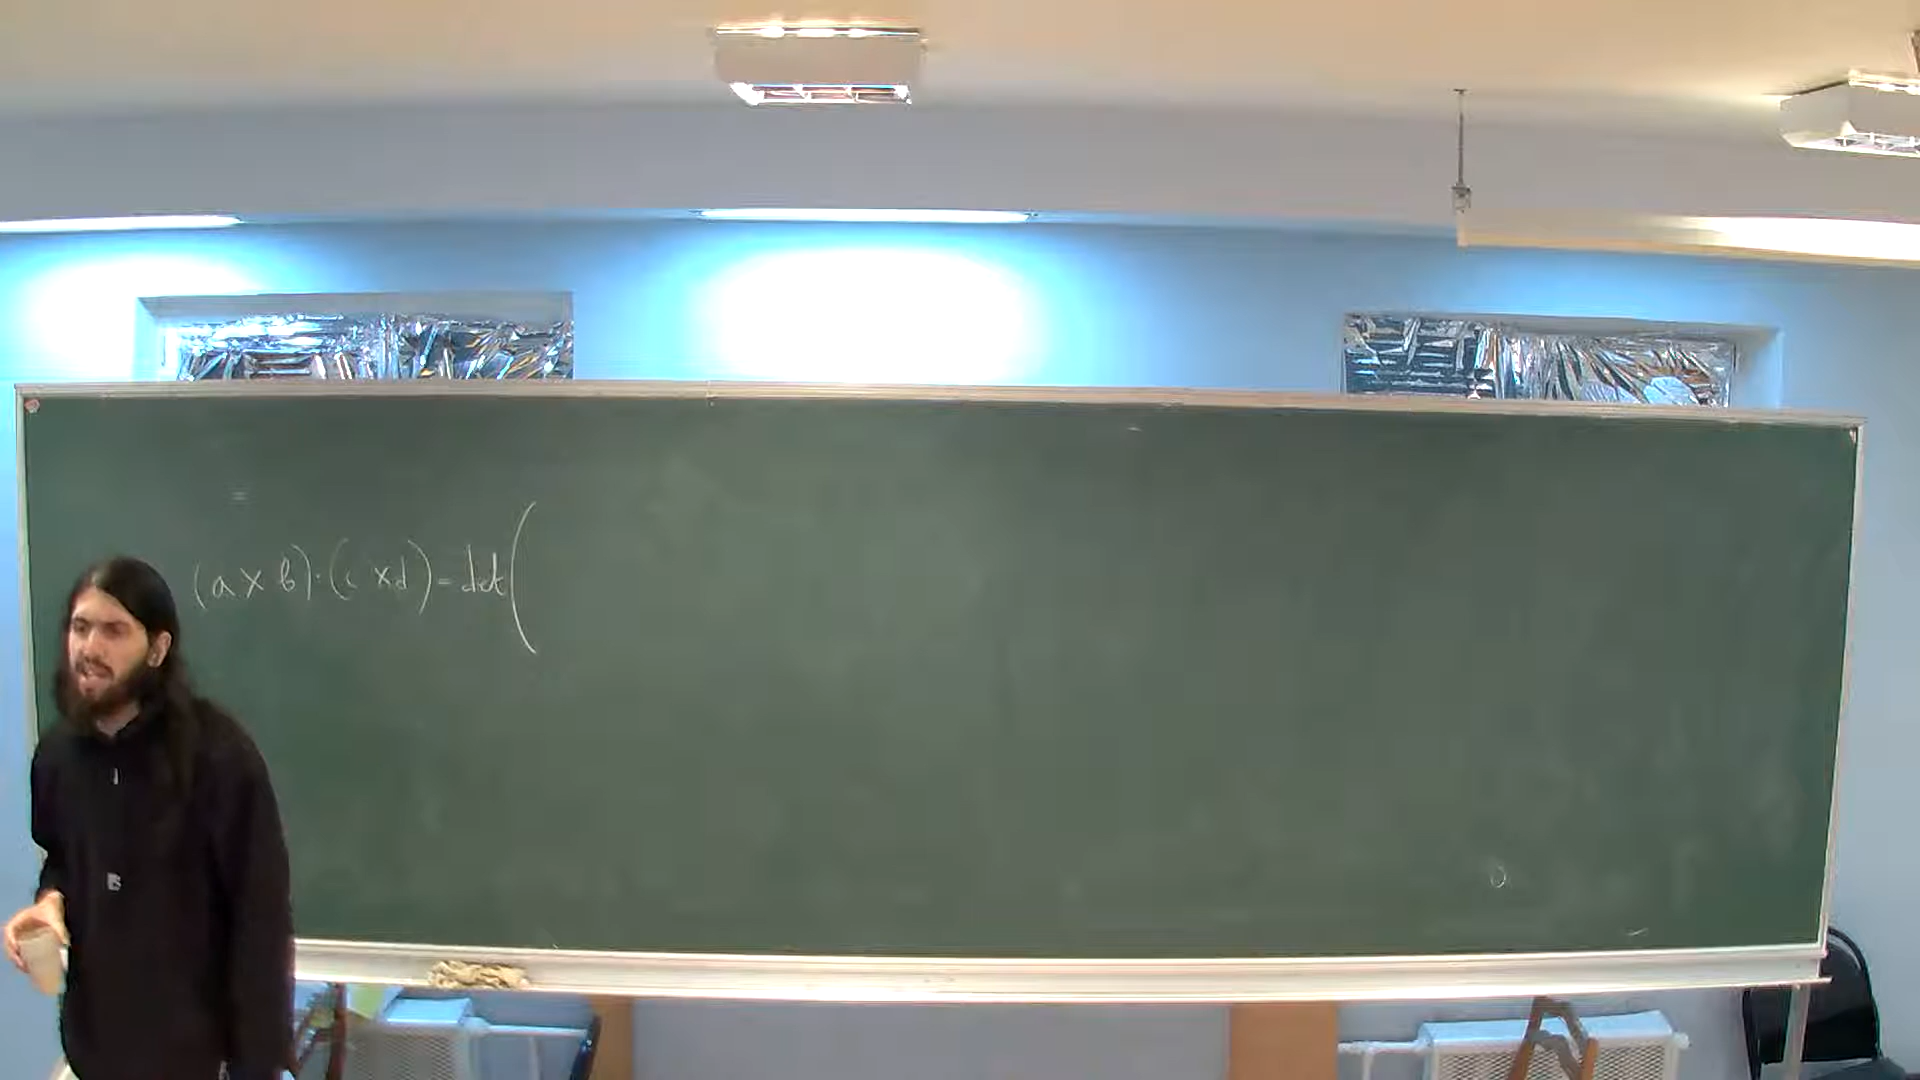 (a × b)·(c × d) = det(